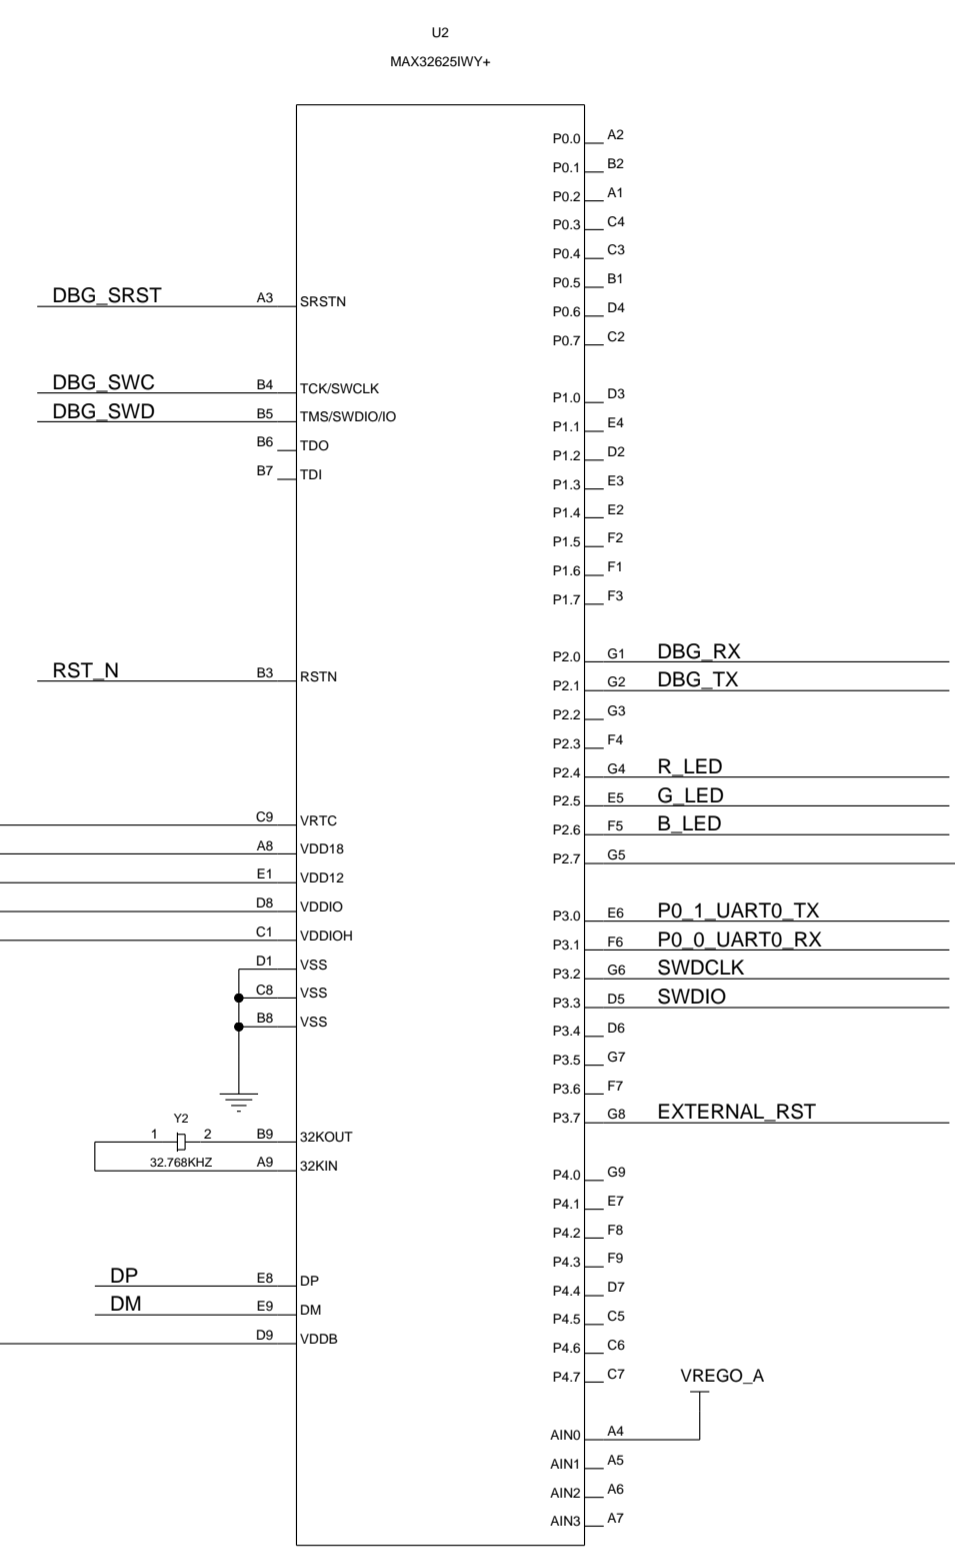 U2
MAX32625IWY+
P0.0 A2
P0.1 B2
P0.2 A1
P0.3 C4
P0.4 C3
P0.5 B1
DBG_SRST A3 SRSTN
P0.6 D4
P0.7 C2
DBG_SWC B4 TCK/SWCLK
P1.0 D3
DBG_SWD B5 TMS/SWDIO/IO
P1.1 E4
B6 TDO
P1.2 D2
B7 TDI
P1.3 E3
P1.4 E2
P1.5 F2
P1.6 F1
P1.7 F3
P2.0 G1 DBG_RX
RST_N B3 RSTN
P2.1 G2 DBG_TX
P2.2 G3
P2.3 F4
P2.4 G4 R_LED
P2.5 E5 G_LED
C9 VRTC
P2.6 F5 B_LED
A8 VDD18
P2.7 G5
E1 VDD12
D8 VDDIO
P3.0 E6 P0_1_UART0_TX
C1 VDDIOH
P3.1 F6 P0_0_UART0_RX
D1 VSS
P3.2 G6 SWDCLK
C8 VSS
P3.3 D5 SWDIO
B8 VSS
P3.4 D6
P3.5 G7
P3.6 F7
P3.7 G8 EXTERNAL_RST
Y2
1 2 B9 32KOUT
32.768KHZ A9 32KIN
P4.0 G9
P4.1 E7
P4.2 F8
P4.3 F9
DP E8 DP
P4.4 D7
DM E9 DM
P4.5 C5
D9 VDDB
P4.6 C6
P4.7 C7
VREGO_A
AIN0 A4
AIN1 A5
AIN2 A6
AIN3 A7